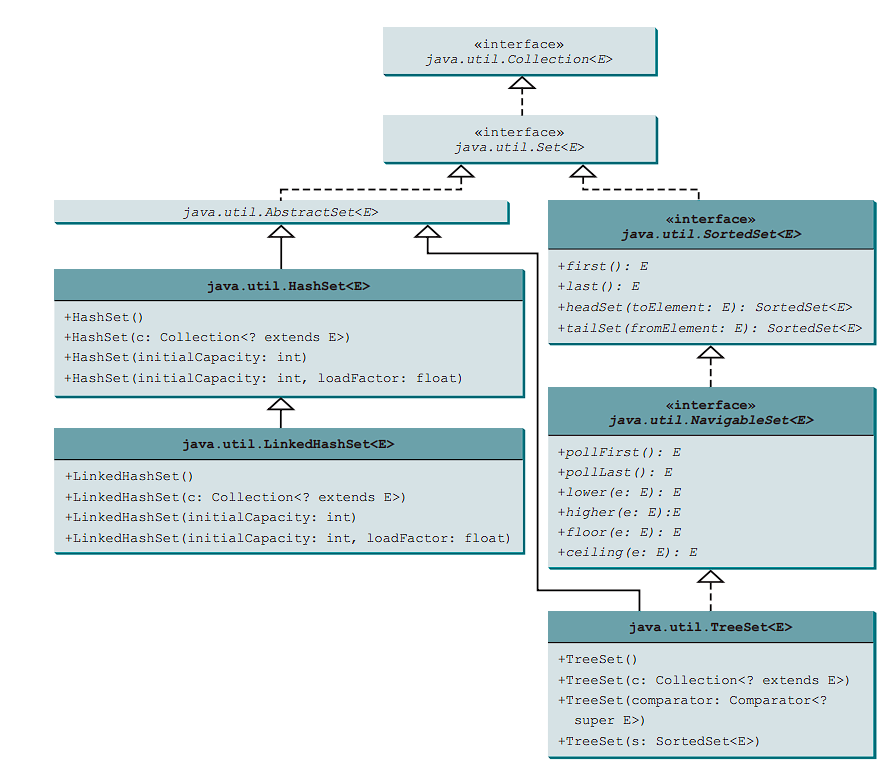 «interface»
java.util.Collection<E>
«interface»
java.util.Set<E>
java.util.AbstractSet<E>
java.util.HashSet<E>
+HashSet()
+HashSet(c: Collection<? extends E>)
+HashSet(initialCapacity: int)
+HashSet(initialCapacity: int, loadFactor: float)
java.util.LinkedHashSet<E>
+LinkedHashSet()
+LinkedHashSet(c: Collection<? extends E>)
+LinkedHashSet(initialCapacity: int)
+LinkedHashSet(initialCapacity: int, loadFactor: float)
«interface»
java.util.SortedSet<E>
+first(): E
+last(): E
+headSet(toElement: E): SortedSet<E>
+tailSet(fromElement: E): SortedSet<E>
«interface»
java.util.NavigableSet<E>
+pollFirst(): E
+pollLast(): E
+lower(e: E): E
+higher(e: E):E
+floor(e: E): E
+ceiling(e: E): E
java.util.TreeSet<E>
+TreeSet()
+TreeSet(c: Collection<? extends E>)
+TreeSet(comparator: Comparator<?
super E>)
+TreeSet(s: SortedSet<E>)